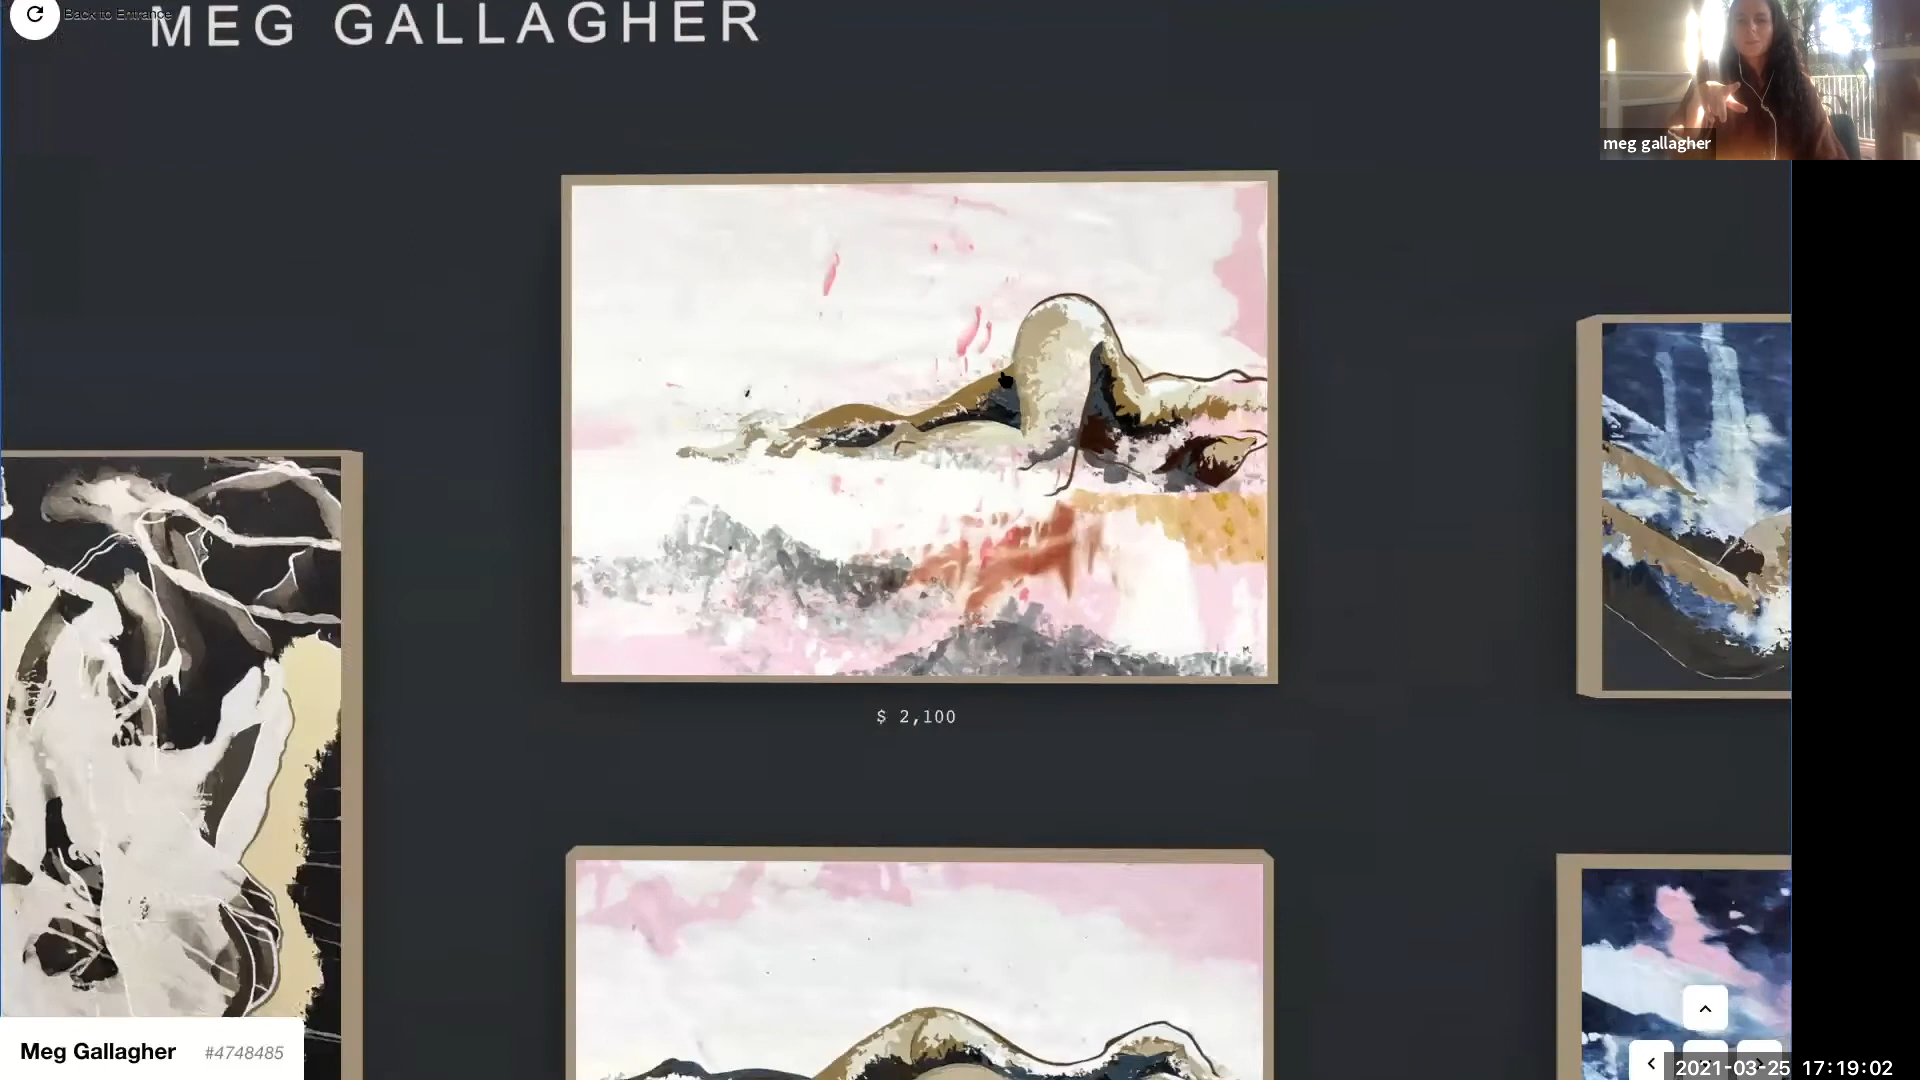 Back to Entrance
MEG GALLAGHER
meg gallagher
$ 2,100
Meg Gallagher #4748485
2021-03-25 17:19:02